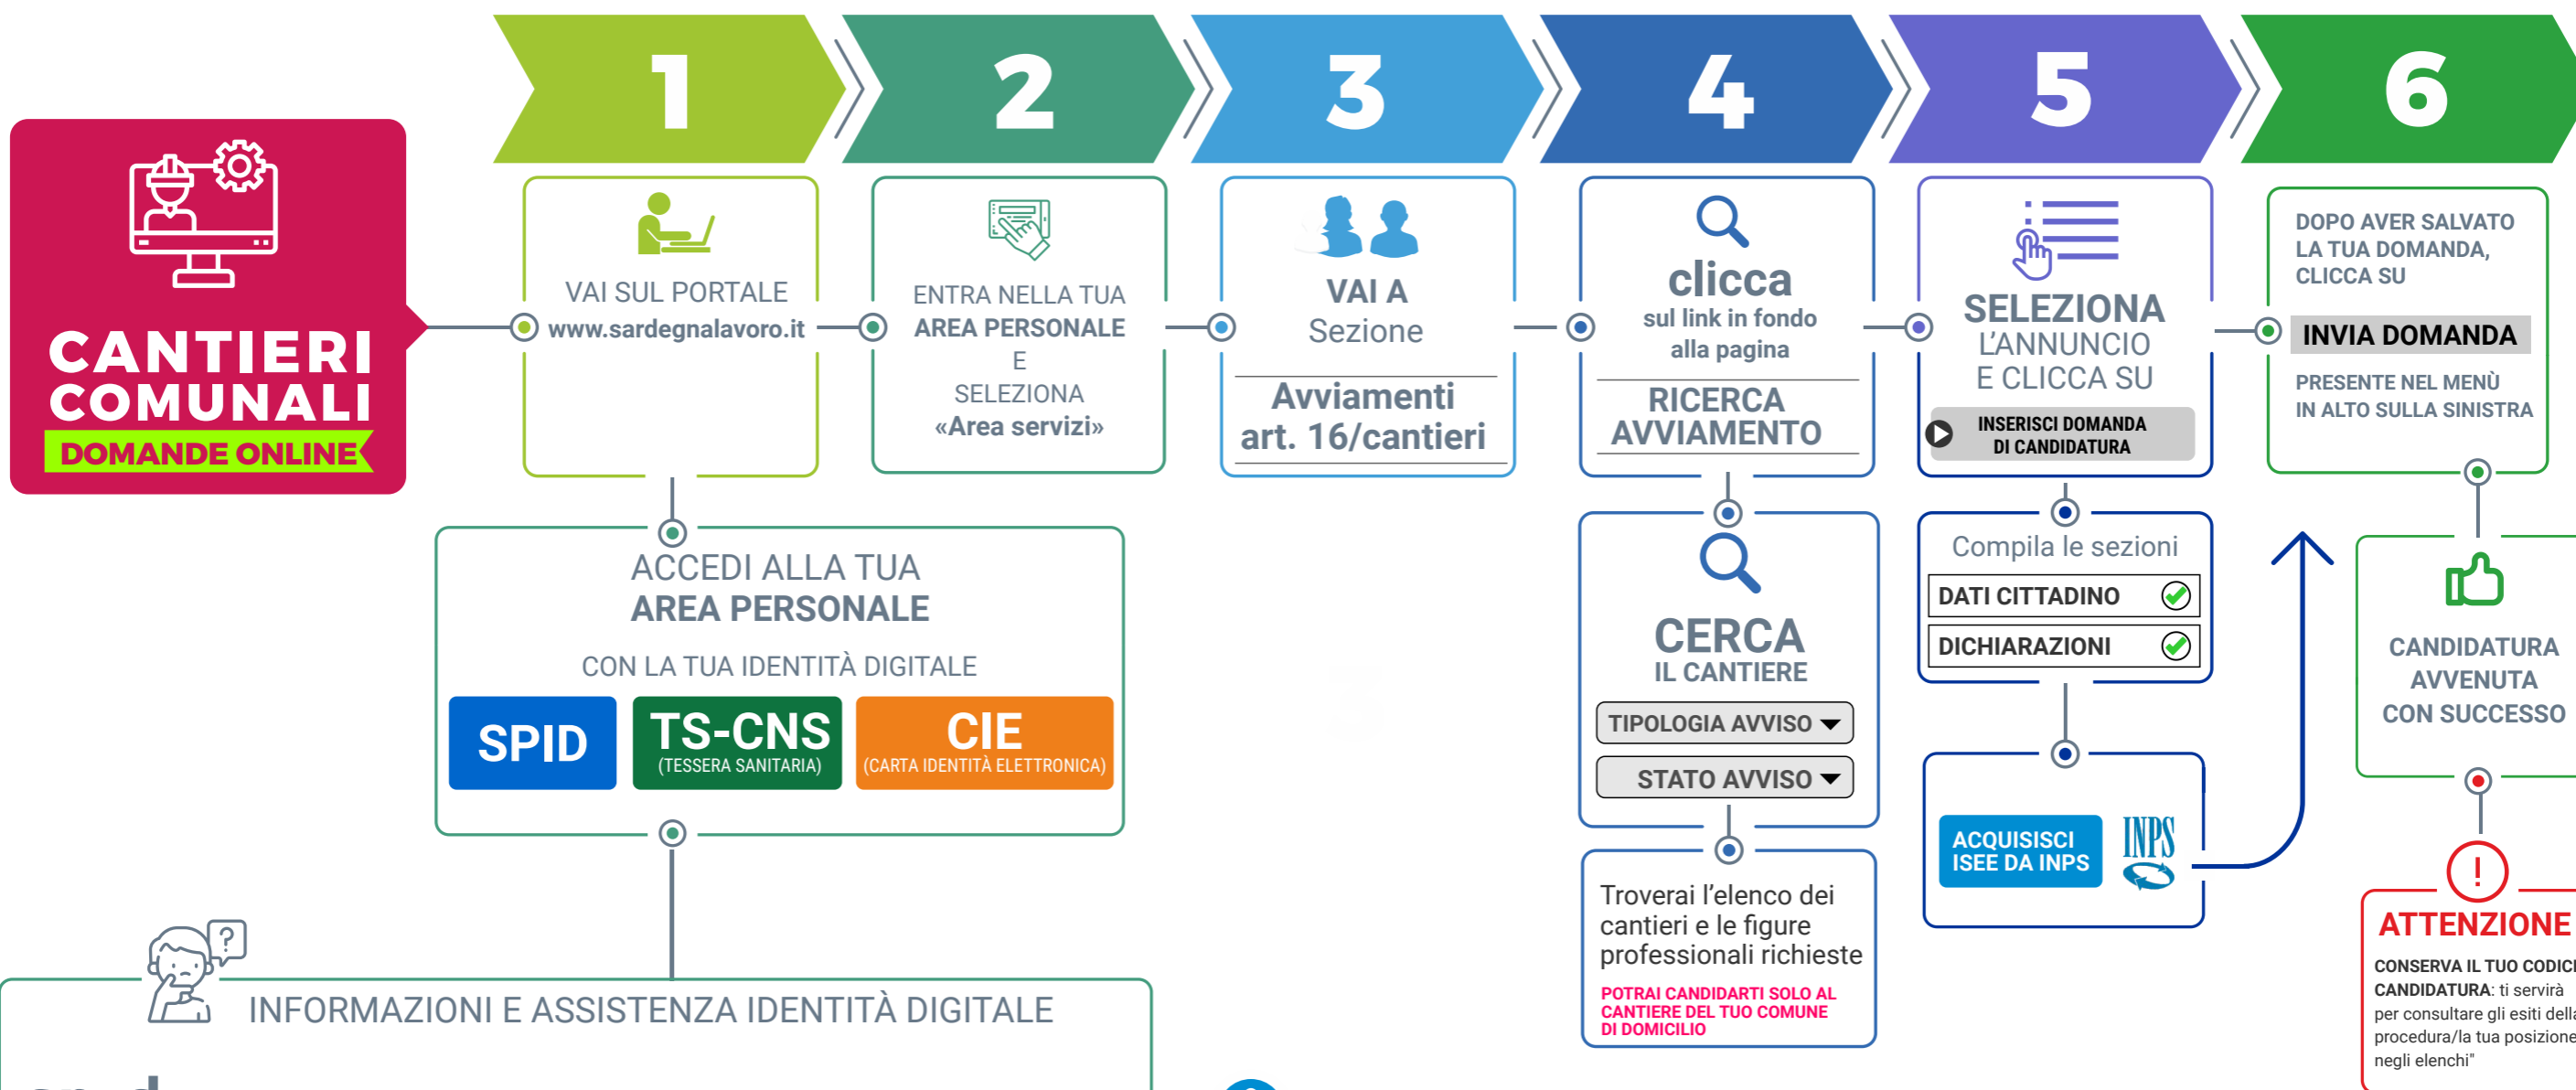 CANTIERI
COMUNALI
DOMANDE ONLINE
1
VAI SUL PORTALE
www.sardegnalavoro.it
ACCEDI ALLA TUA
AREA PERSONALE
CON LA TUA IDENTITÀ DIGITALE
SPID
TS-CNS
(TESSERA SANITARIA)
CIE
(CARTA IDENTITÀ ELETTRONICA)
?
INFORMAZIONI E ASSISTENZA IDENTITÀ DIGITALE
2
ENTRA NELLA TUA
AREA PERSONALE
E
SELEZIONA
«Area servizi»
3
VAI A
Sezione
Avviamenti
art. 16/cantieri
4
clicca
sul link in fondo
alla pagina
RICERCA
AVVIAMENTO
CERCA
IL CANTIERE
TIPOLOGIA AVVISO
STATO AVVISO
Troverai l'elenco dei
cantieri e le figure
professionali richieste
POTRAI CANDIDARTI SOLO AL
CANTIERE DEL TUO COMUNE
DI DOMICILIO
5
SELEZIONA
L'ANNUNCIO
E CLICCA SU
INSERISCI DOMANDA
DI CANDIDATURA
Compila le sezioni
DATI CITTADINO
DICHIARAZIONI
ACQUISISCI
ISEE DA INPS
INPS
6
DOPO AVER SALVATO
LA TUA DOMANDA,
CLICCA SU
INVIA DOMANDA
PRESENTE NEL MENÙ
IN ALTO SULLA SINISTRA
CANDIDATURA
AVVENUTA
CON SUCCESSO
!
ATTENZIONE
CONSERVA IL TUO CODICE
CANDIDATURA: ti servirà
per consultare gli esiti della
procedura/la tua posizione
negli elenchi"